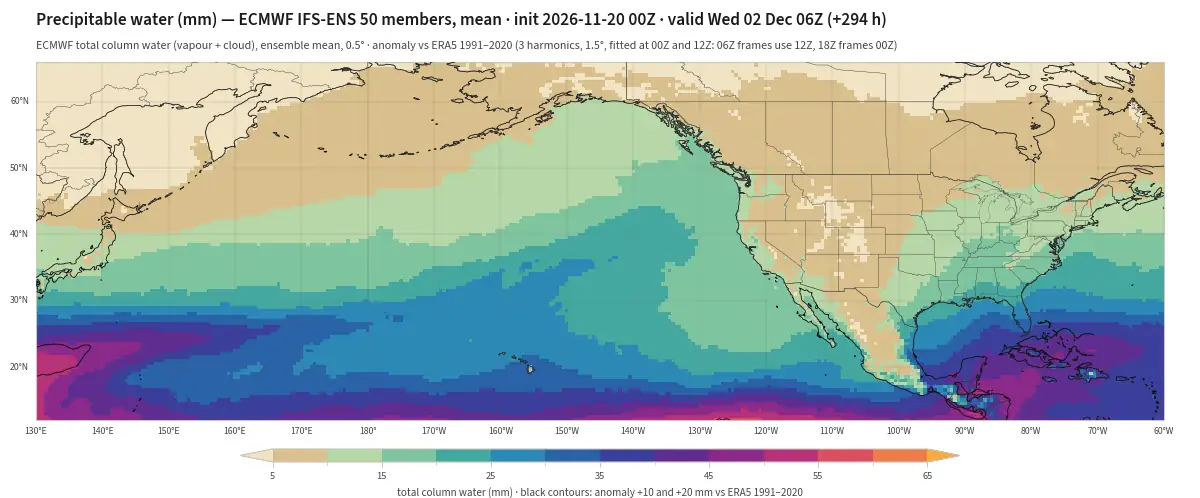 Precipitable water (mm) — ECMWF IFS-ENS 50 members, mean · init 2026-11-20 00Z · valid Wed 02 Dec 06Z (+294 h)
ECMWF total column water (vapour + cloud), ensemble mean, 0.5° · anomaly vs ERA5 1991–2020 (3 harmonics, 1.5°, fitted at 00Z and 12Z: 06Z frames use 12Z, 18Z frames 00Z)
60°N
50°N
40°N
30°N
20°N
130°E 140°E 150°E 160°E 170°E 180° 170°W 160°W 150°W 140°W 130°W 120°W 110°W 100°W 90°W 80°W 70°W 60°W
5 15 25 35 45 55 65
total column water (mm) · black contours: anomaly +10 and +20 mm vs ERA5 1991–2020